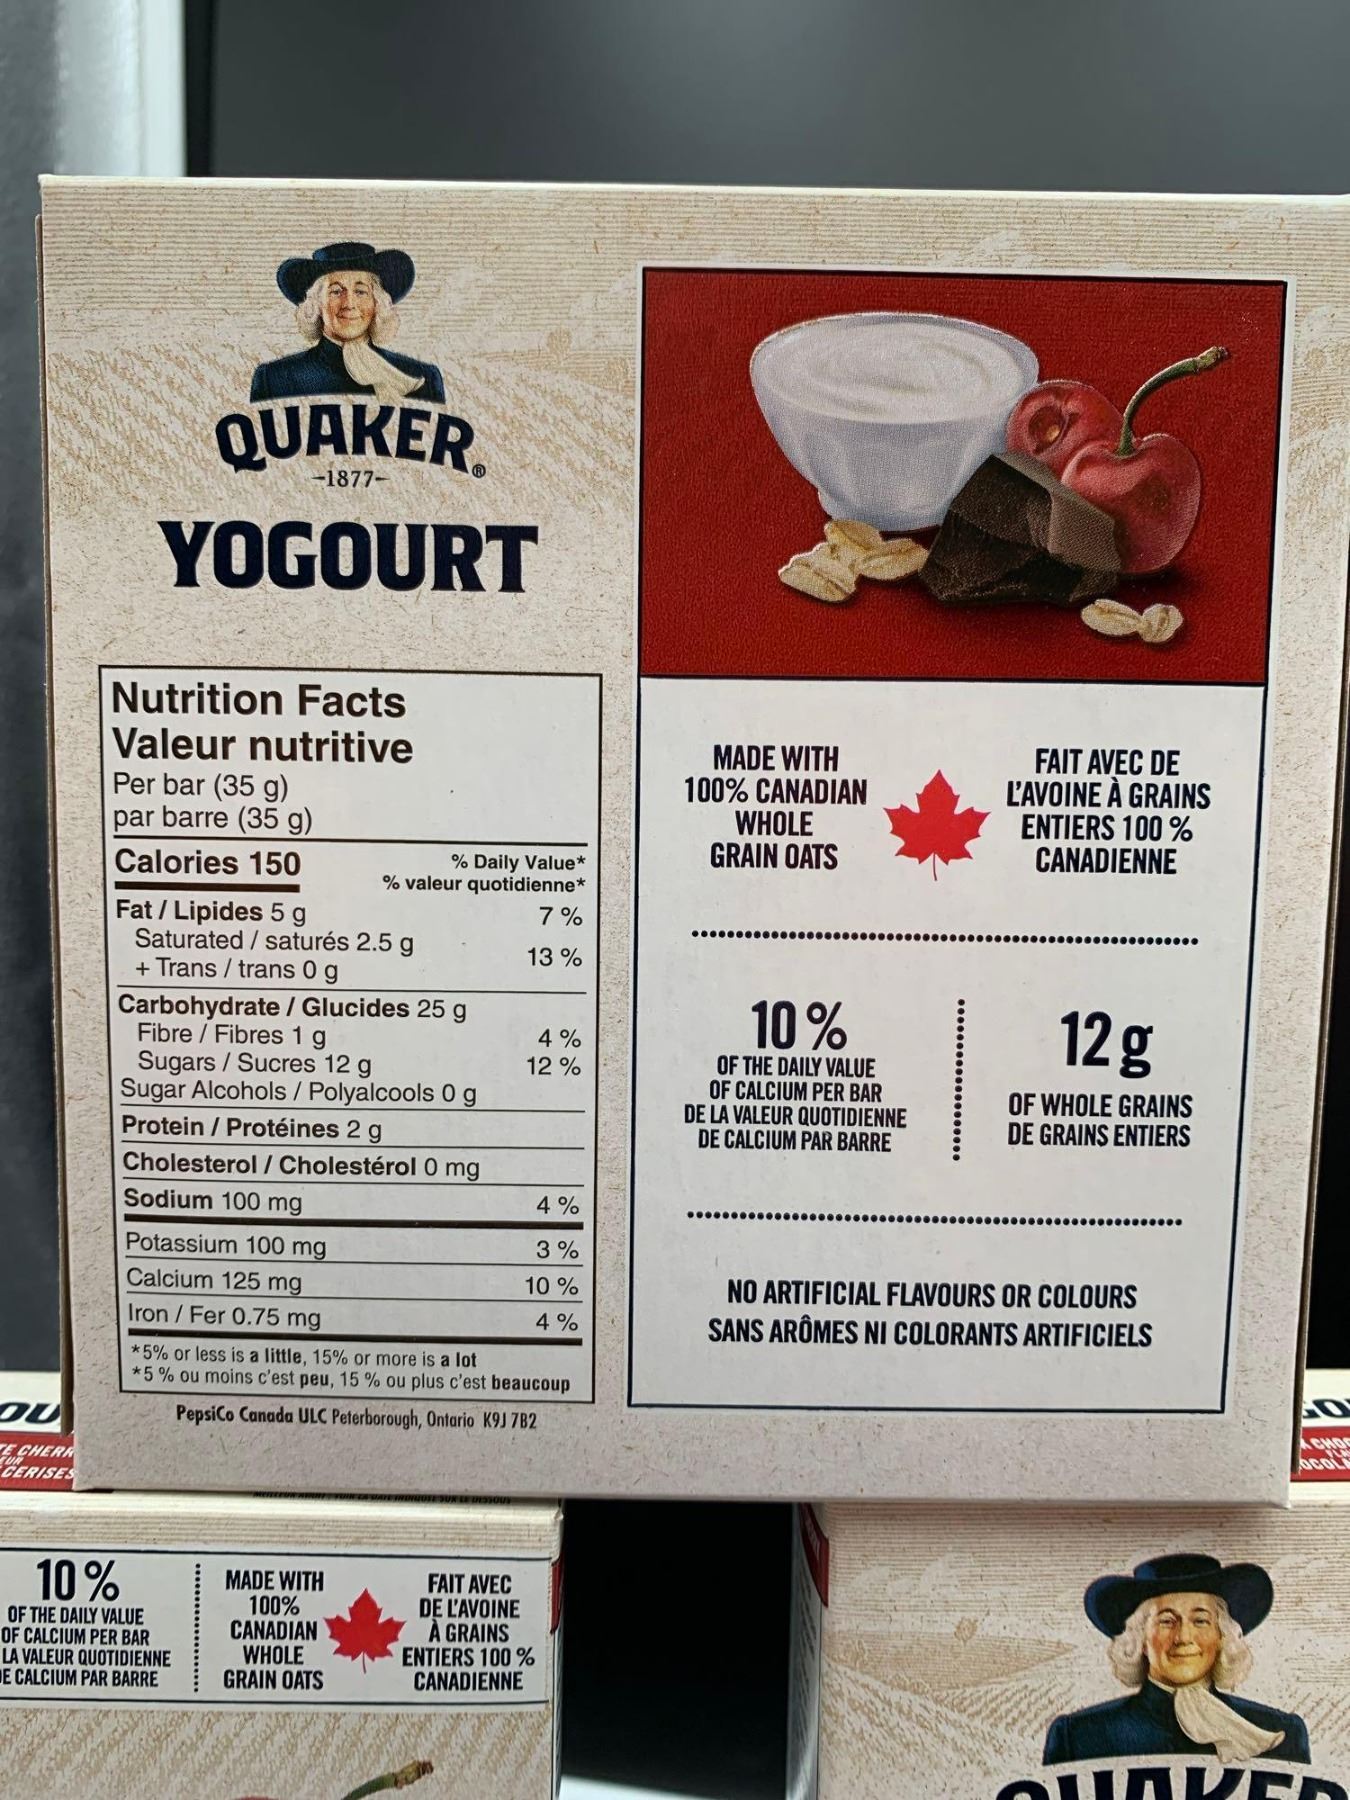 QUAKER®
-1877-
YOGOURT
Nutrition Facts
Valeur nutritive
Per bar (35 g)
par barre (35 g)
Calories 150
% Daily Value*
% valeur quotidienne*
Fat / Lipides 5 g 7 %
Saturated / saturés 2.5 g
+ Trans / trans 0 g 13 %
Carbohydrate / Glucides 25 g
Fibre / Fibres 1 g 4 %
Sugars / Sucres 12 g 12 %
Sugar Alcohols / Polyalcools 0 g
Protein / Protéines 2 g
Cholesterol / Cholestérol 0 mg
Sodium 100 mg 4 %
Potassium 100 mg 3 %
Calcium 125 mg 10 %
Iron / Fer 0.75 mg 4 %
*5% or less is a little, 15% or more is a lot
*5 % ou moins c'est peu, 15 % ou plus c'est beaucoup
PepsiCo Canada ULC Peterborough, Ontario K9J 7B2
MADE WITH
100% CANADIAN
WHOLE
GRAIN OATS
FAIT AVEC DE
L'AVOINE À GRAINS
ENTIERS 100 %
CANADIENNE
10 %
OF THE DAILY VALUE
OF CALCIUM PER BAR
DE LA VALEUR QUOTIDIENNE
DE CALCIUM PAR BARRE
12 g
OF WHOLE GRAINS
DE GRAINS ENTIERS
NO ARTIFICIAL FLAVOURS OR COLOURS
SANS ARÔMES NI COLORANTS ARTIFICIELS
CERISES
10 %
OF THE DAILY VALUE
OF CALCIUM PER BAR
LA VALEUR QUOTIDIENNE
DE CALCIUM PAR BARRE
MADE WITH
100%
CANADIAN
WHOLE
GRAIN OATS
FAIT AVEC
DE L'AVOINE
À GRAINS
ENTIERS 100 %
CANADIENNE
QUAKER